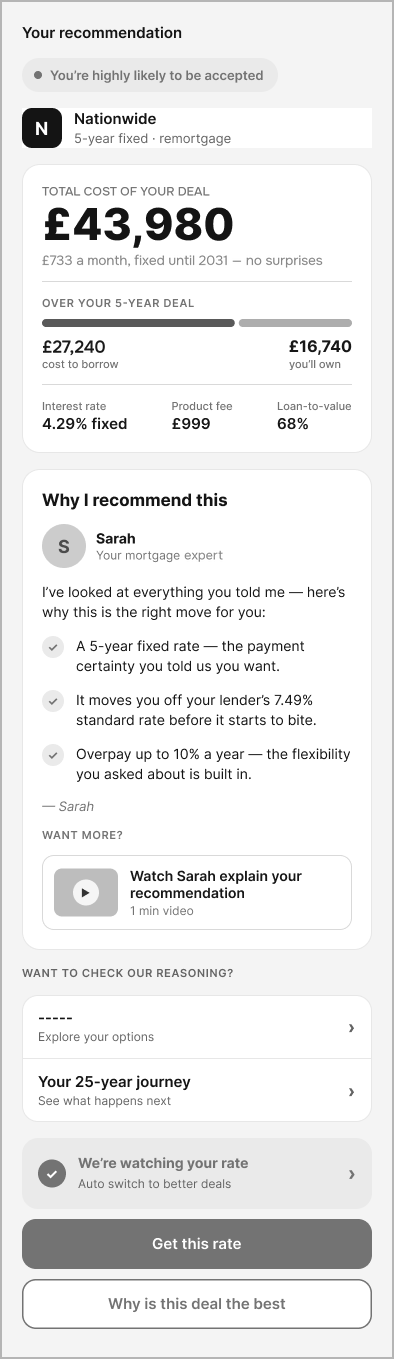 Your recommendation
You're highly likely to be accepted
N
Nationwide
5-year fixed · remortgage
TOTAL COST OF YOUR DEAL
£43,980
£733 a month, fixed until 2031 — no surprises
OVER YOUR 5-YEAR DEAL
£27,240
cost to borrow
£16,740
you'll own
Interest rate
4.29% fixed
Product fee
£999
Loan-to-value
68%
Why I recommend this
S
Sarah
Your mortgage expert
I've looked at everything you told me — here's
why this is the right move for you:
A 5-year fixed rate — the payment
certainty you told us you want.
It moves you off your lender's 7.49%
standard rate before it starts to bite.
Overpay up to 10% a year — the flexibility
you asked about is built in.
— Sarah
WANT MORE?
Watch Sarah explain your
recommendation
1 min video
WANT TO CHECK OUR REASONING?
-----
Explore your options
Your 25-year journey
See what happens next
We're watching your rate
Auto switch to better deals
Get this rate
Why is this deal the best